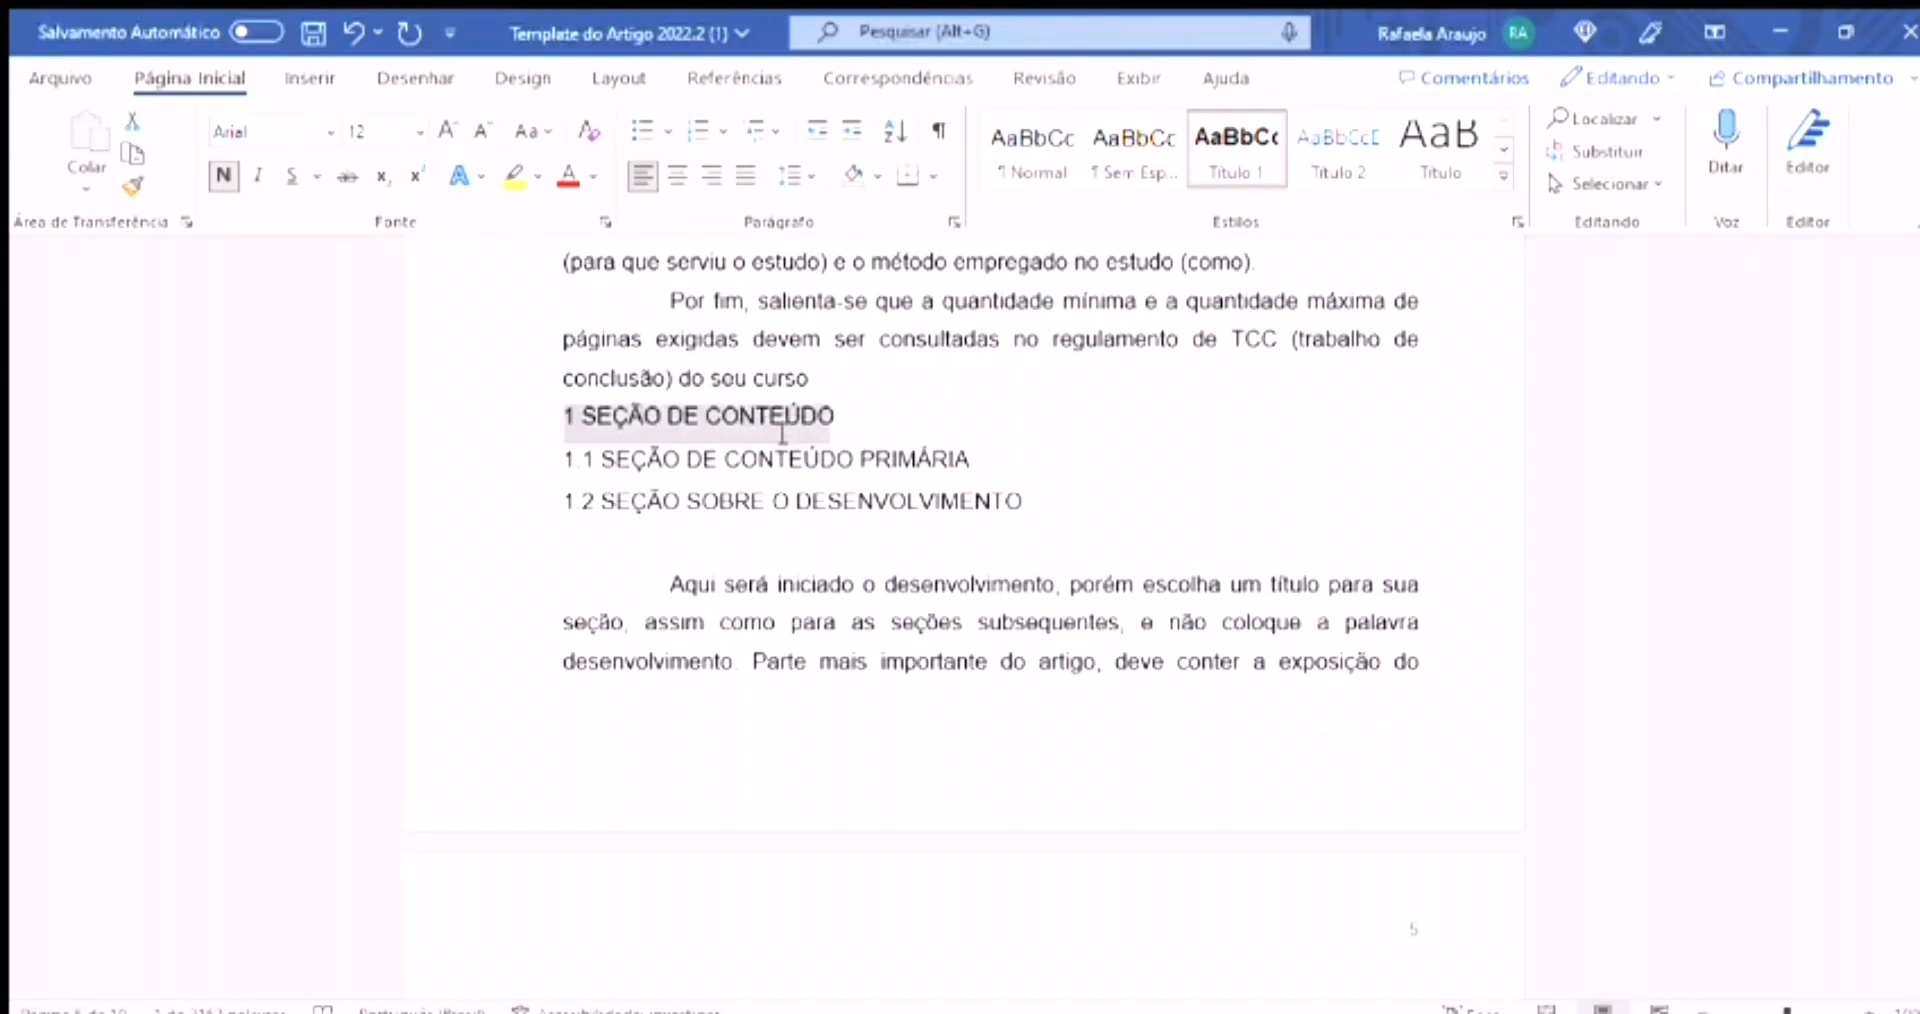 Salvamento Automático
Template do Artigo 2022.2 (1)
Pesquisar (Alt+G)
Rafaela Araujo RA
Arquivo Página Inicial Inserir Desenhar Design Layout Referências Correspondências Revisão Exibir Ajuda
Comentários Editando Compartilhamento
Colar
Área de Transferência
Arial 12
N I S
Fonte
Parágrafo
AaBbCc AaBbCc AaBbCc AaBbCcD AaB
¶ Normal ¶ Sem Esp... Título 1 Título 2 Título
Estilos
Localizar
Substituir
Selecionar
Editando
Ditar
Voz
Editor
Editor
(para que serviu o estudo) e o método empregado no estudo (como).
Por fim, salienta-se que a quantidade mínima e a quantidade máxima de
páginas exigidas devem ser consultadas no regulamento de TCC (trabalho de
conclusão) do seu curso
1 SEÇÃO DE CONTEÚDO
1.1 SEÇÃO DE CONTEÚDO PRIMÁRIA
1.2 SEÇÃO SOBRE O DESENVOLVIMENTO
Aqui será iniciado o desenvolvimento, porém escolha um título para sua
seção, assim como para as seções subsequentes, e não coloque a palavra
desenvolvimento. Parte mais importante do artigo, deve conter a exposição do
5